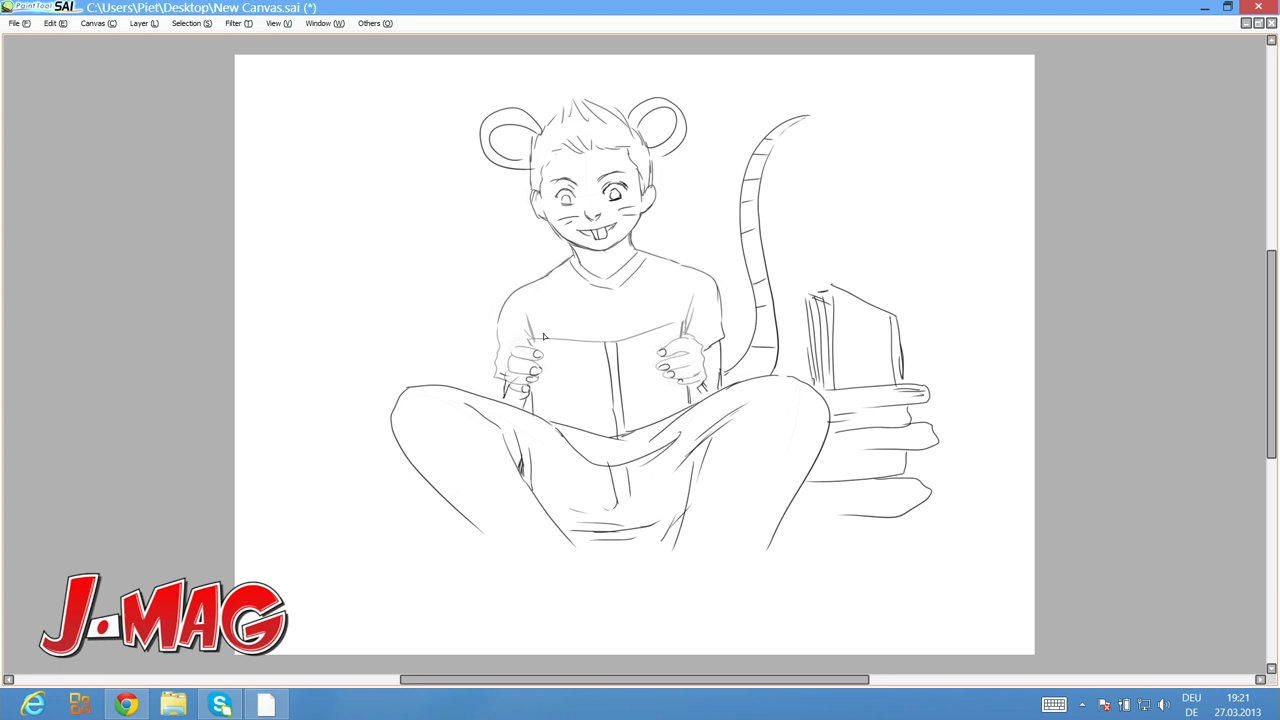 PaintTool SAI C:\Users\Piet\Desktop\New Canvas.sai (*)
File (F) Edit (E) Canvas (C) Layer (L) Selection (S) Filter (T) View (V) Window (W) Others (O)
J-MAG
DEU 19:21
DE 27.03.2013